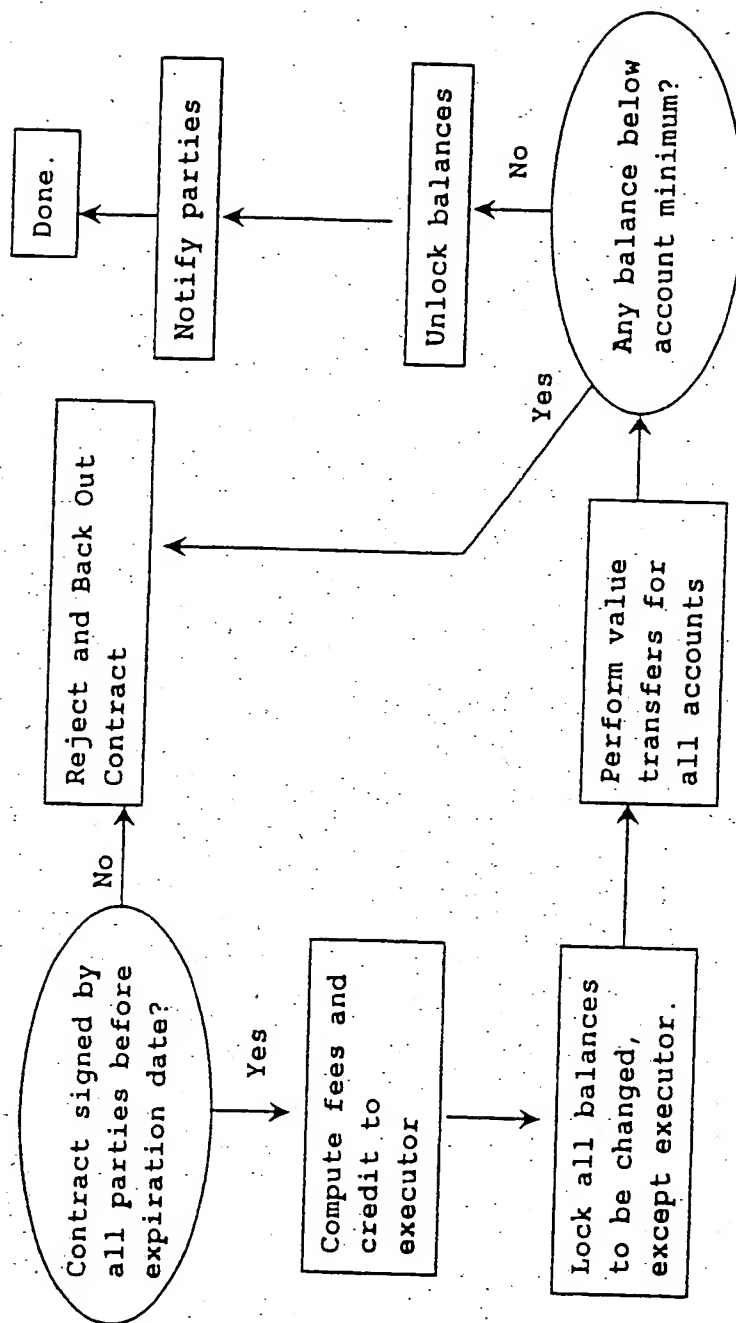 Contract signed by
all parties before
expiration date?
No
Reject and Back Out
Contract
Yes
Compute fees and
credit to
executor
Lock all balances
to be changed,
except executor.
Perform value
transfers for
all accounts
Any balance below
account minimum?
Yes
No
Unlock balances
Notify parties
Done.